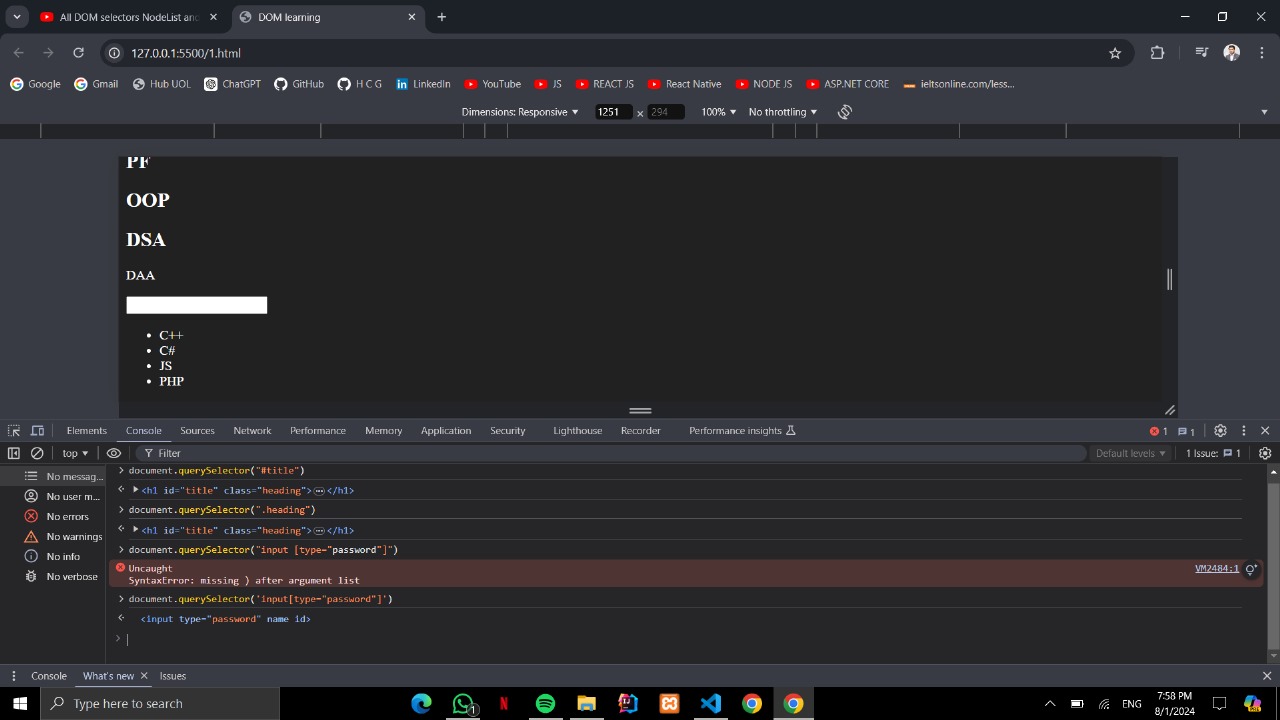 All DOM selectors NodeList and
DOM learning
127.0.0.1:5500/1.html
Google Gmail Hub UOL ChatGPT GitHub H C G LinkedIn YouTube JS REACT JS React Native NODE JS ASP.NET CORE ieltsonline.com/less...
Dimensions: Responsive 1251 x 294 100% No throttling
PF
OOP
DSA
DAA
• C++
• C#
• JS
• PHP
Elements Console Sources Network Performance Memory Application Security Lighthouse Recorder Performance insights 1 1
top Filter Default levels 1 Issue: 1
No messag...
No user m...
No errors
No warnings
No info
No verbose
> document.querySelector("#title")
<h1 id="title" class="heading">…</h1>
> document.querySelector(".heading")
<h1 id="title" class="heading">…</h1>
> document.querySelector("input [type="password"]")
Uncaught VM2484:1
SyntaxError: missing ) after argument list
> document.querySelector('input[type="password"]')
<input type="password" name id>
>
Console What's new Issues
Type here to search
1
ENG
7:58 PM
8/1/2024